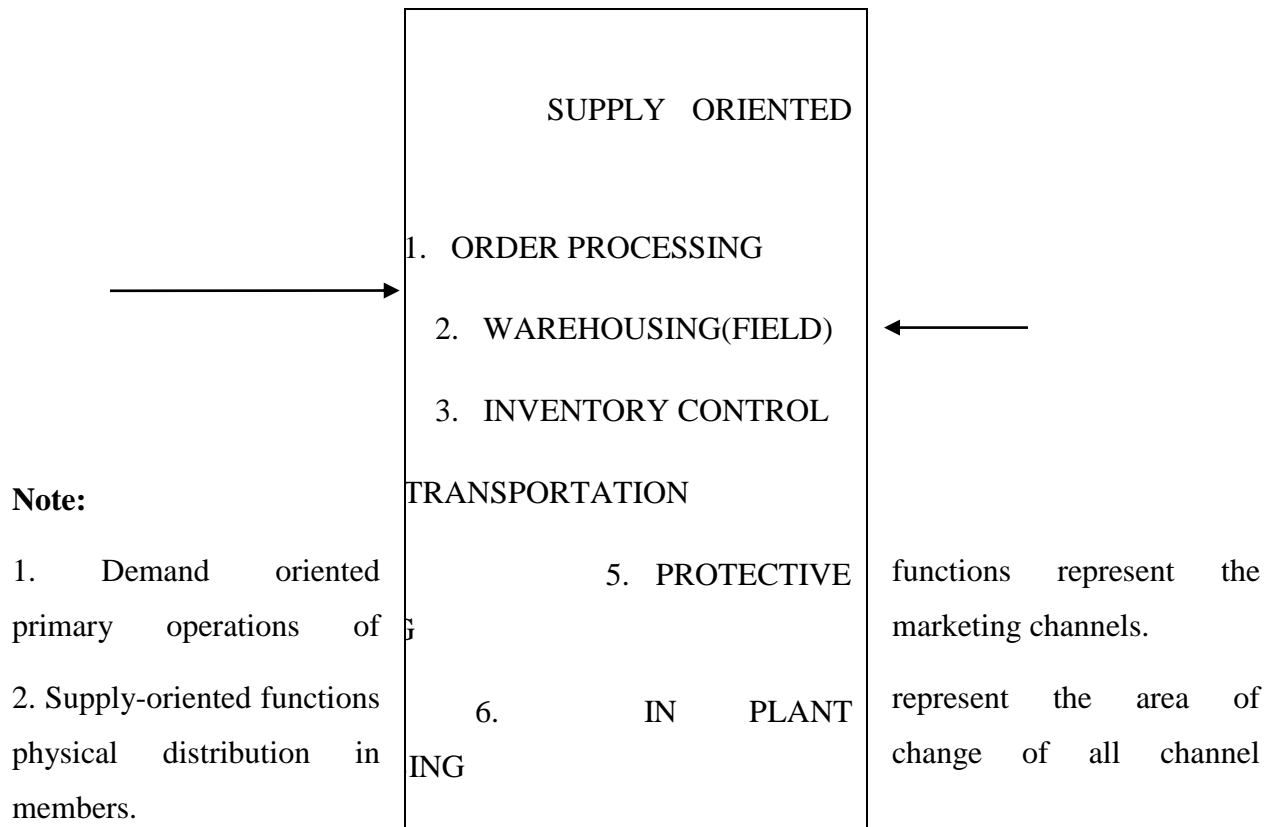 SUPPLY ORIENTED
1. ORDER PROCESSING
2. WAREHOUSING(FIELD)
3. INVENTORY CONTROL
TRANSPORTATION
5. PROTECTIVE
G
6. IN PLANT
ING
Note:
1. Demand oriented functions represent the
primary operations of marketing channels.
2. Supply-oriented functions represent the area of
physical distribution in change of all channel
members.